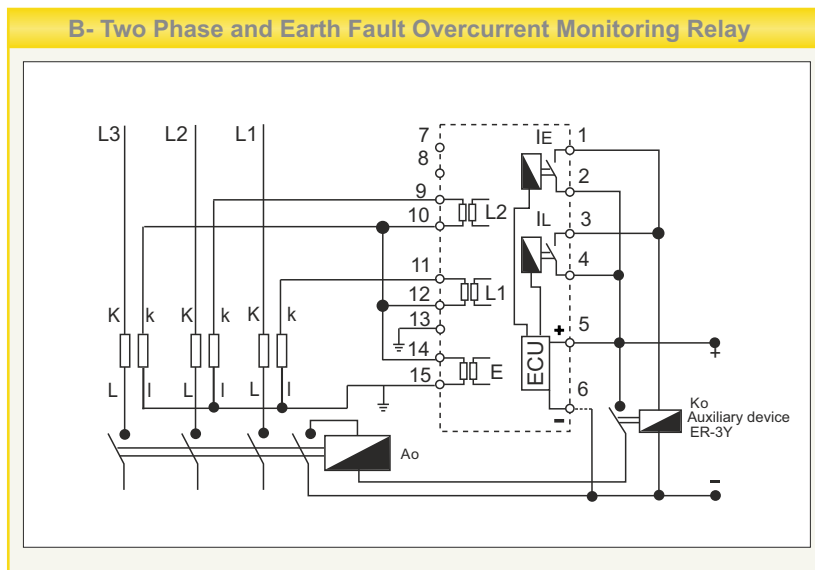 B- Two Phase and Earth Fault Overcurrent Monitoring Relay
L3 L2 L1
7
8
9
10
11
12
13
14
15
L2
L1
E
IE
IL
1
2
3
4
5
6
+
-
ECU
+
-
K k K k K k
L l L l L l
Ao
Ko
Auxiliary device
ER-3Y